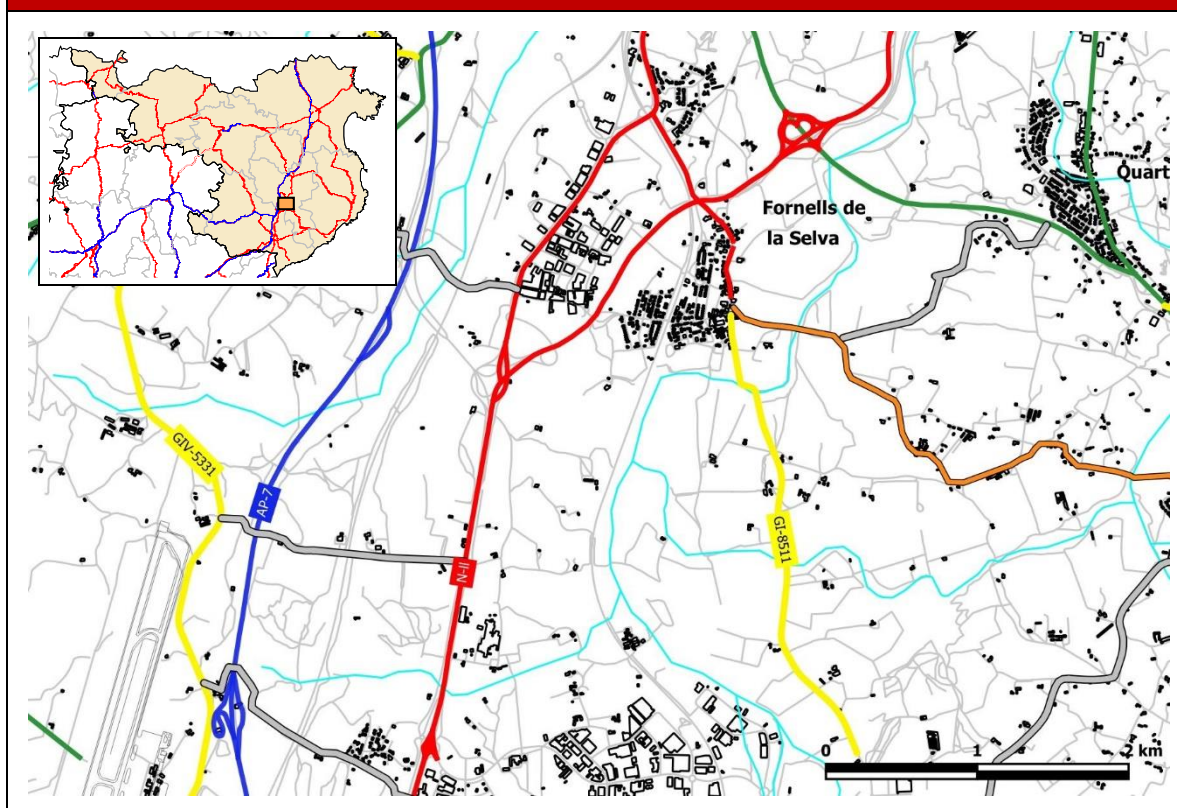 Quart
Fornells de
la Selva
GIV-5331
AP-7
GI-8511
N-II
0 1 2 km